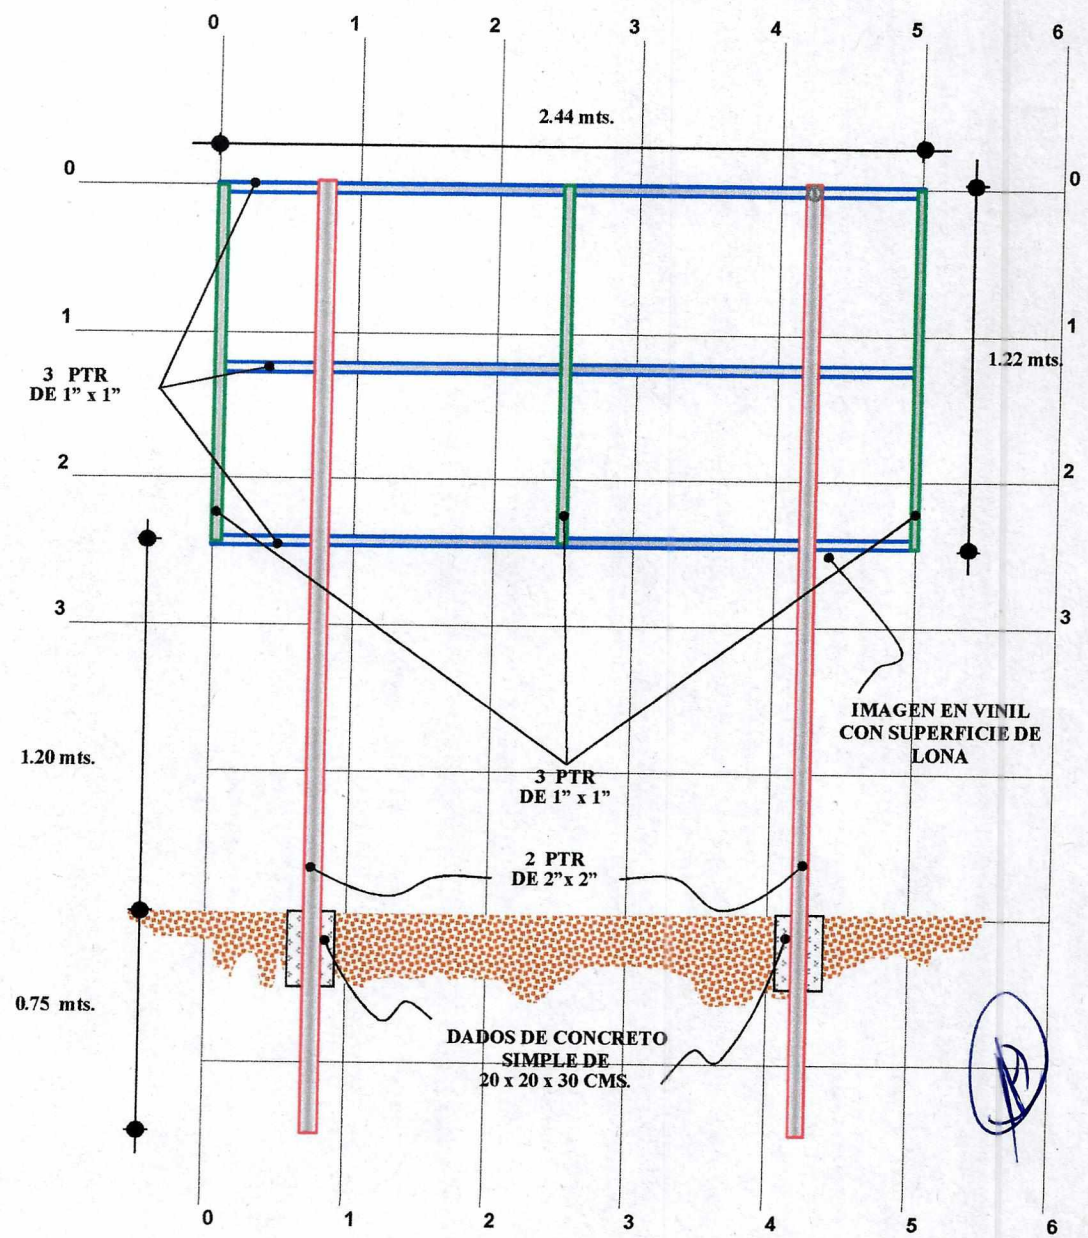 0 1 2 3 4 5 6
2.44 mts.
0
0
1
1
1.22 mts.
3 PTR
DE 1” x 1”
2
2
3
3
IMAGEN EN VINIL
CON SUPERFICIE DE
LONA
1.20 mts.
3 PTR
DE 1” x 1”
2 PTR
DE 2”x 2”
0.75 mts.
DADOS DE CONCRETO
SIMPLE DE
20 x 20 x 30 CMS.
0 1 2 3 4 5 6